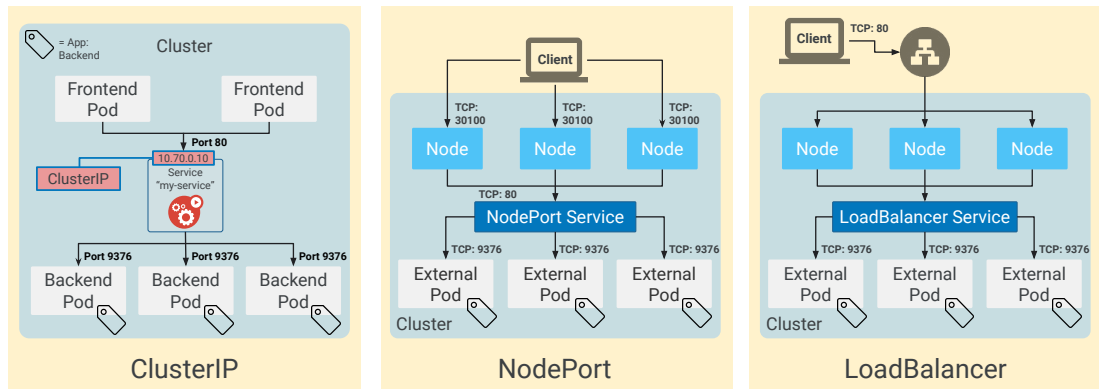 = App:
Backend
Cluster
Frontend
Pod
Frontend
Pod
Port 80
10.70.0.10
ClusterIP
Service
"my-service"
Port 9376
Port 9376
Port 9376
Backend
Pod
Backend
Pod
Backend
Pod
ClusterIP
Client
TCP:
30100
TCP:
30100
TCP:
30100
Node
Node
Node
TCP: 80
NodePort Service
TCP: 9376
TCP: 9376
TCP: 9376
External
Pod
External
Pod
External
Pod
Cluster
NodePort
Client
TCP: 80
Node
Node
Node
LoadBalancer Service
TCP: 9376
TCP: 9376
TCP: 9376
External
Pod
External
Pod
External
Pod
Cluster
LoadBalancer